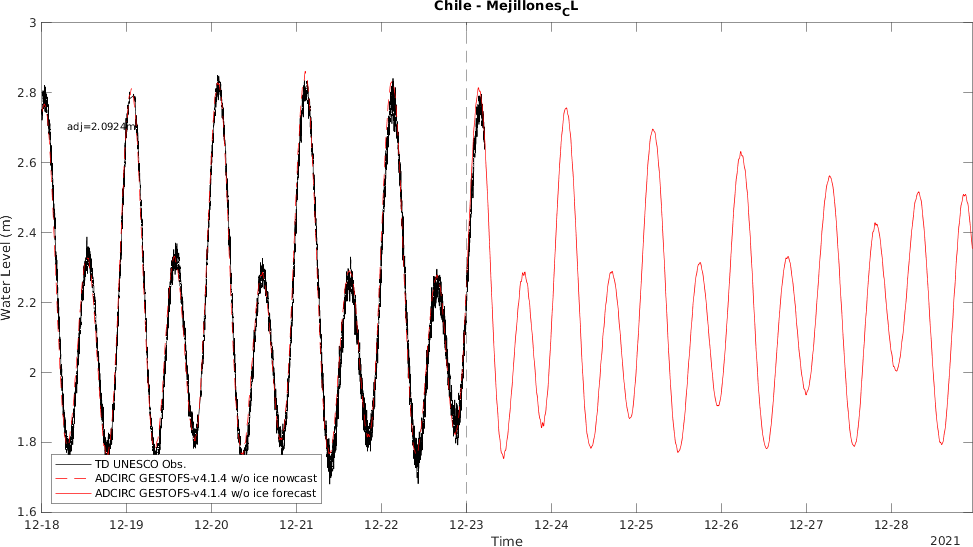 Chile - Mejillones_CL
3
2.8
2.6
2.4
2.2
2
1.8
1.6
Water Level (m)
adj=2.0924m
TD UNESCO Obs.
ADCIRC GESTOFS-v4.1.4 w/o ice nowcast
ADCIRC GESTOFS-v4.1.4 w/o ice forecast
12-18 12-19 12-20 12-21 12-22 12-23 12-24 12-25 12-26 12-27 12-28
Time
2021